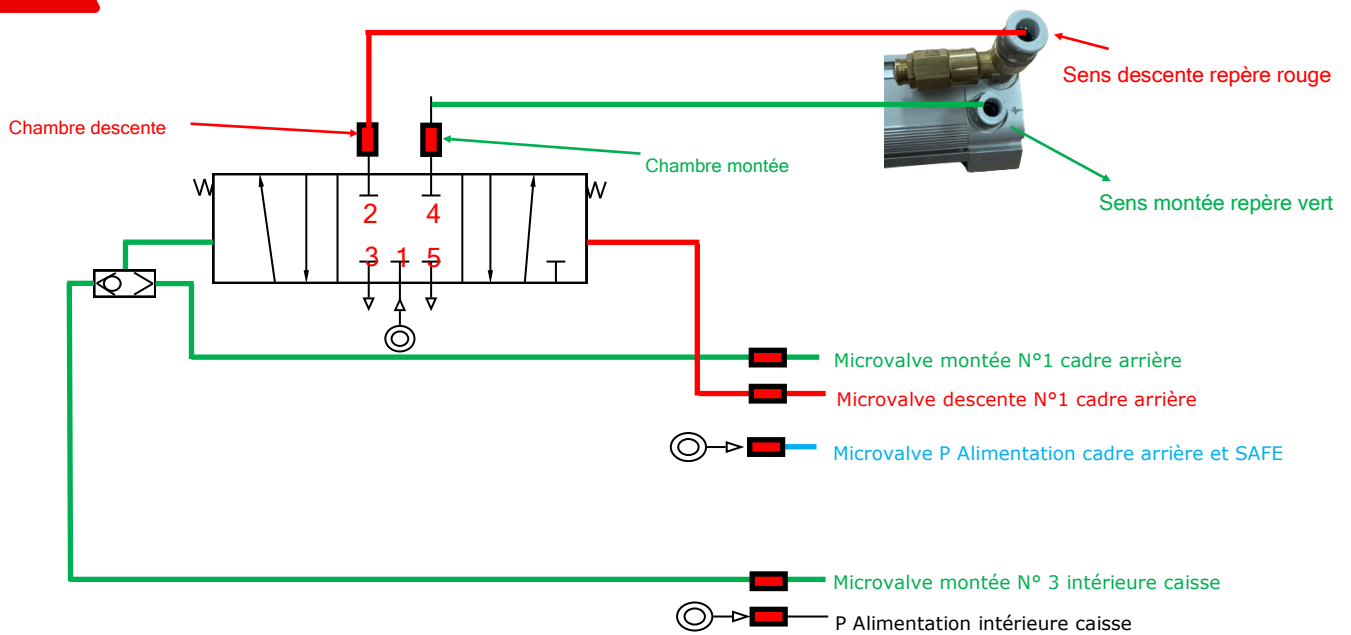 Sens descente repère rouge
Chambre descente
Chambre montée
Sens montée repère vert
2 4
3 1 5
Microvalve montée N°1 cadre arrière
Microvalve descente N°1 cadre arrière
Microvalve P Alimentation cadre arrière et SAFE
Microvalve montée N° 3 intérieure caisse
P Alimentation intérieure caisse